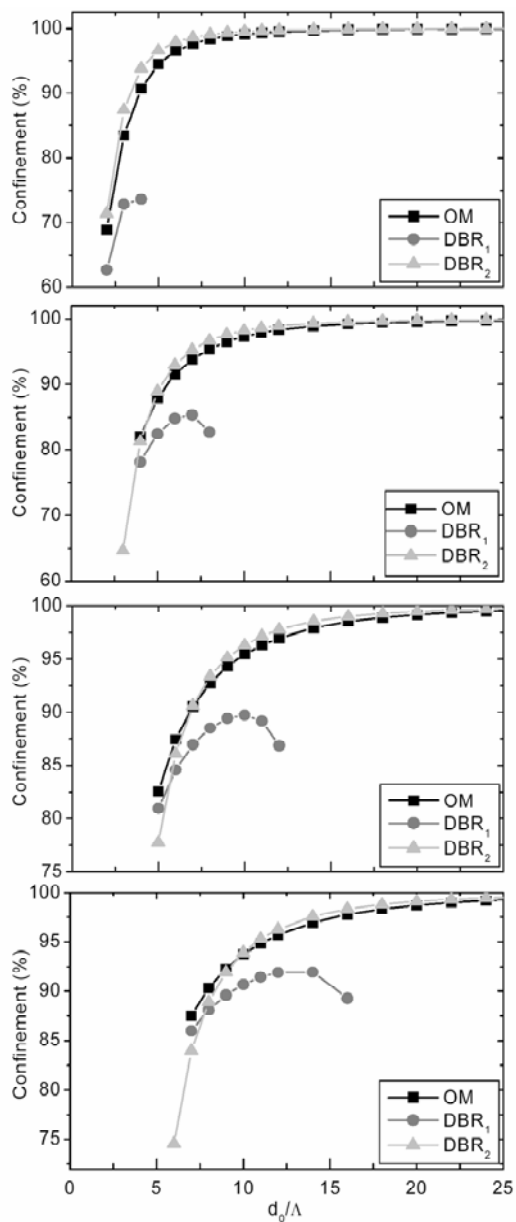 100
90
80
70
60
Confinement (%)
OM
DBR₁
DBR₂
100
90
80
70
60
Confinement (%)
OM
DBR₁
DBR₂
100
95
90
85
80
75
Confinement (%)
OM
DBR₁
DBR₂
100
95
90
85
80
75
Confinement (%)
OM
DBR₁
DBR₂
0 5 10 15 20 25
d₀/Λ